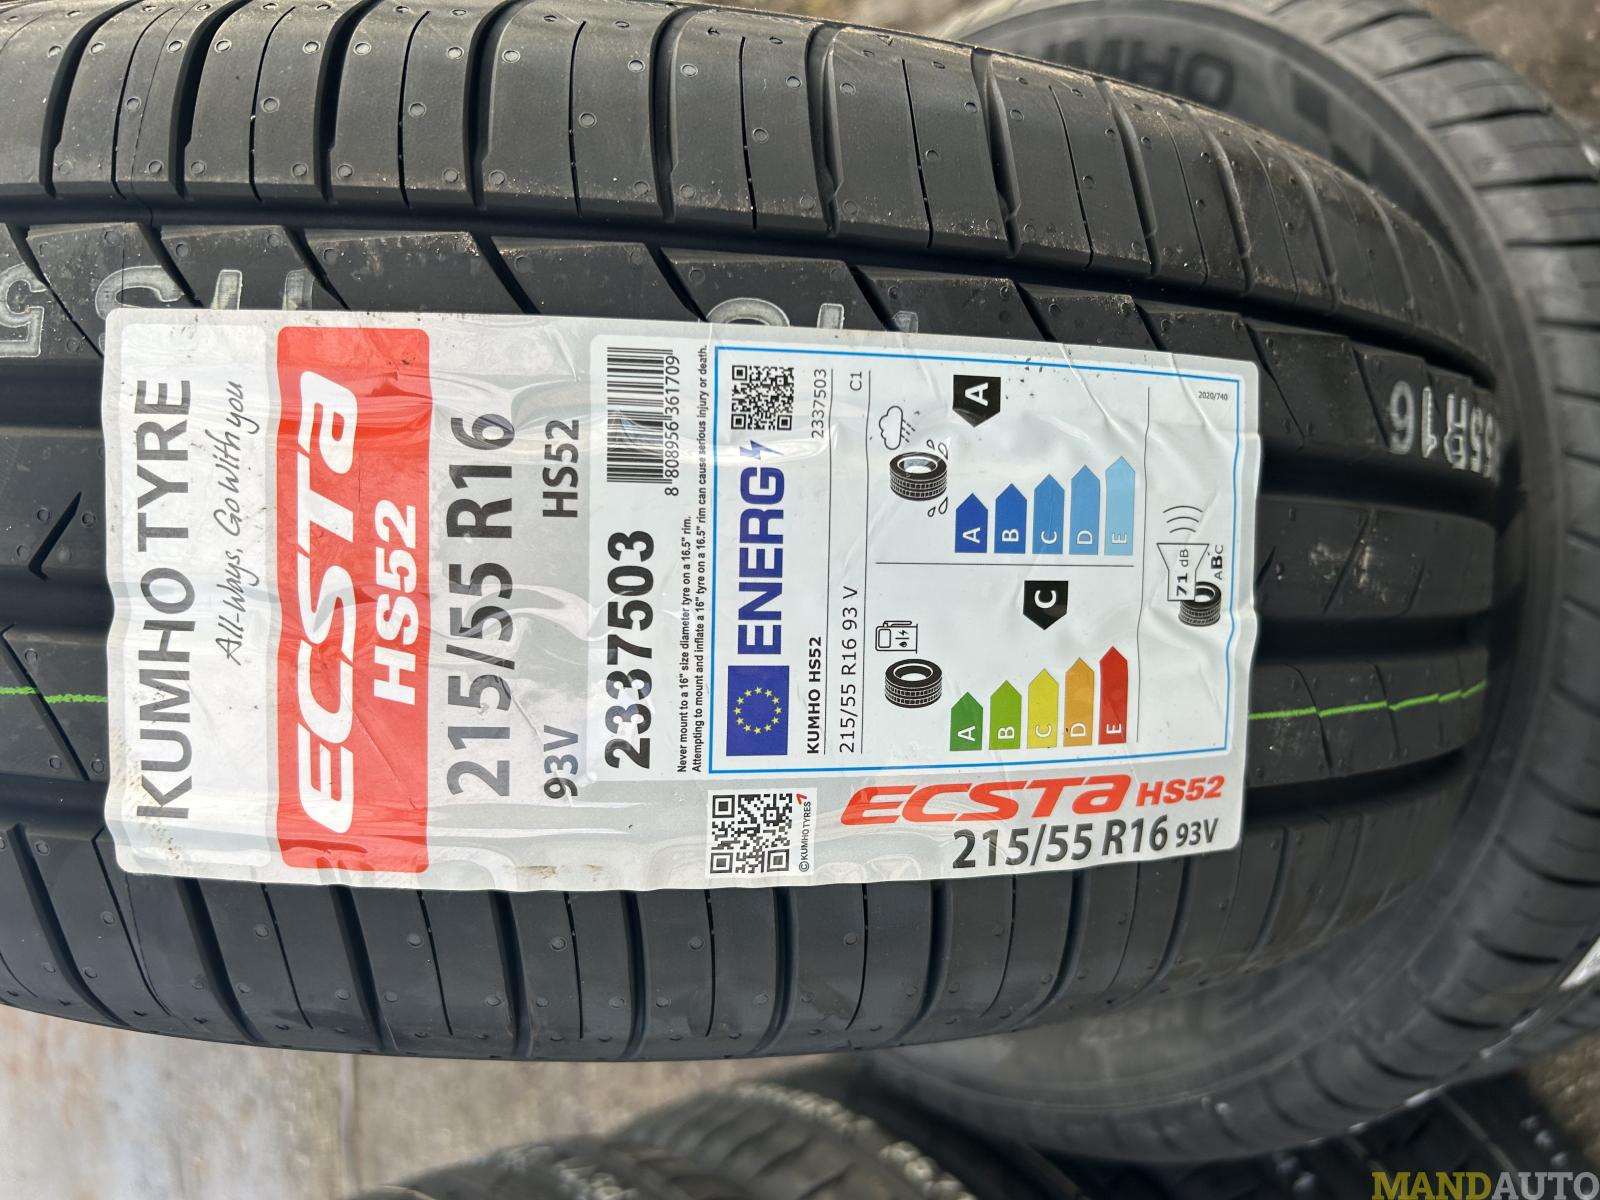 KUMHO TYRE
All-Ways, Go With you
ECSTA
HS52
215/55 R16
93V
HS52
2337503
8 808956 361709
Never mount to a 16" size diameter tyre on a 16.5" rim.
Attempting to mount and inflate a 16" tyre on a 16.5" rim can cause serious injury or death.
ENERG
KUMHO HS52
2337503
215/55 R16 93 V
C1
A
B
C
D
E
C
A
B
C
D
E
A
71 dB
ABC
2020/740
©KUMHOTYRES
ECSTA HS52
215/55 R16 93V
MANDAUTO